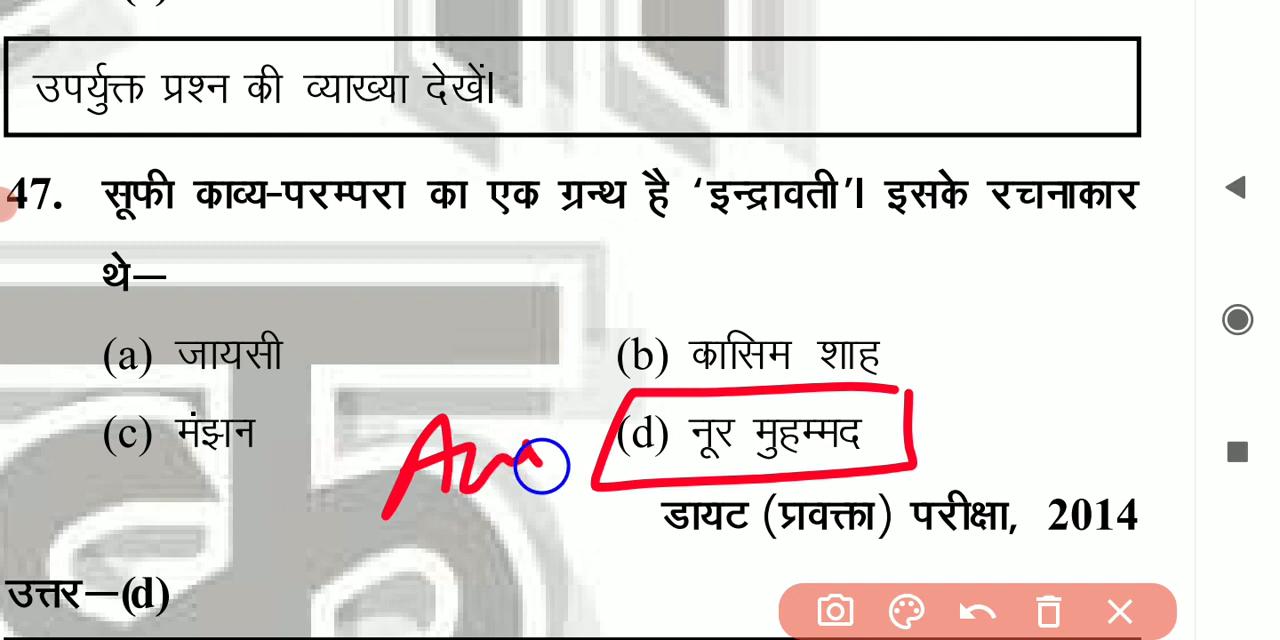 उपर्युक्त प्रश्न की व्याख्या देखें।
47. सूफी काव्य-परम्परा का एक ग्रन्थ है ‘इन्द्रावती’। इसके रचनाकार
थे—
(a) जायसी (b) कासिम शाह
(c) मंझन (d) नूर मुहम्मद
डायट (प्रवक्ता) परीक्षा, 2014
उत्तर—(d)